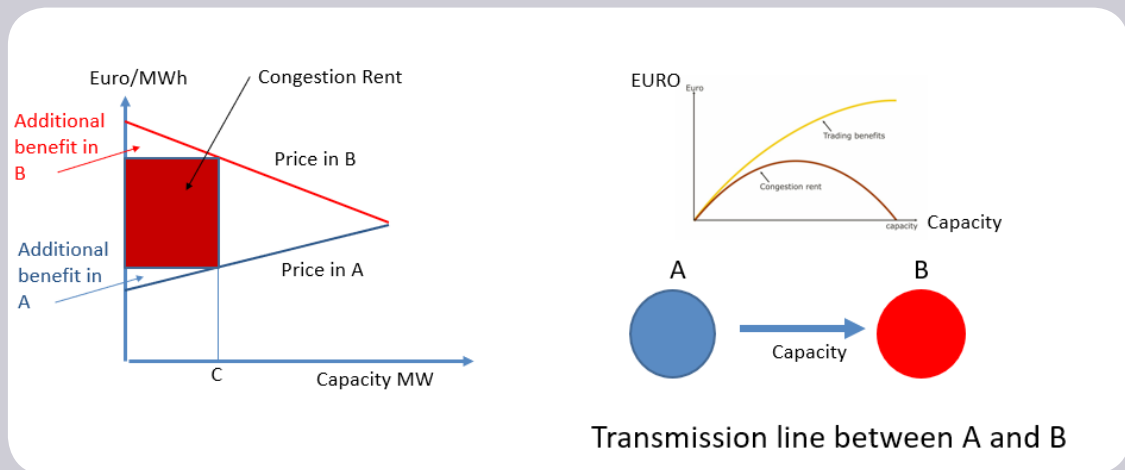 Euro/MWh
Congestion Rent
Additional
benefit in
B
Price in B
Additional
benefit in
A
Price in A
C
Capacity MW
EURO
Euro
Trading benefits
Congestion rent
capacity
Capacity
A
B
Capacity
Transmission line between A and B